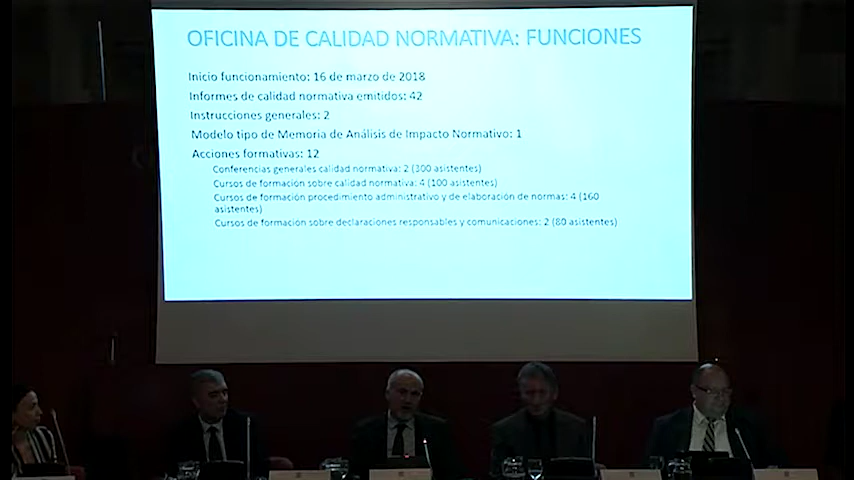 OFICINA DE CALIDAD NORMATIVA: FUNCIONES
Inicio funcionamiento: 16 de marzo de 2018
Informes de calidad normativa emitidos: 42
Instrucciones generales: 2
Modelo tipo de Memoria de Análisis de Impacto Normativo: 1
Acciones formativas: 12
Conferencias generales calidad normativa: 2 (300 asistentes)
Cursos de formación sobre calidad normativa: 4 (100 asistentes)
Cursos de formación procedimiento administrativo y de elaboración de normas: 4 (160
asistentes)
Cursos de formación sobre declaraciones responsables y comunicaciones: 2 (80 asistentes)